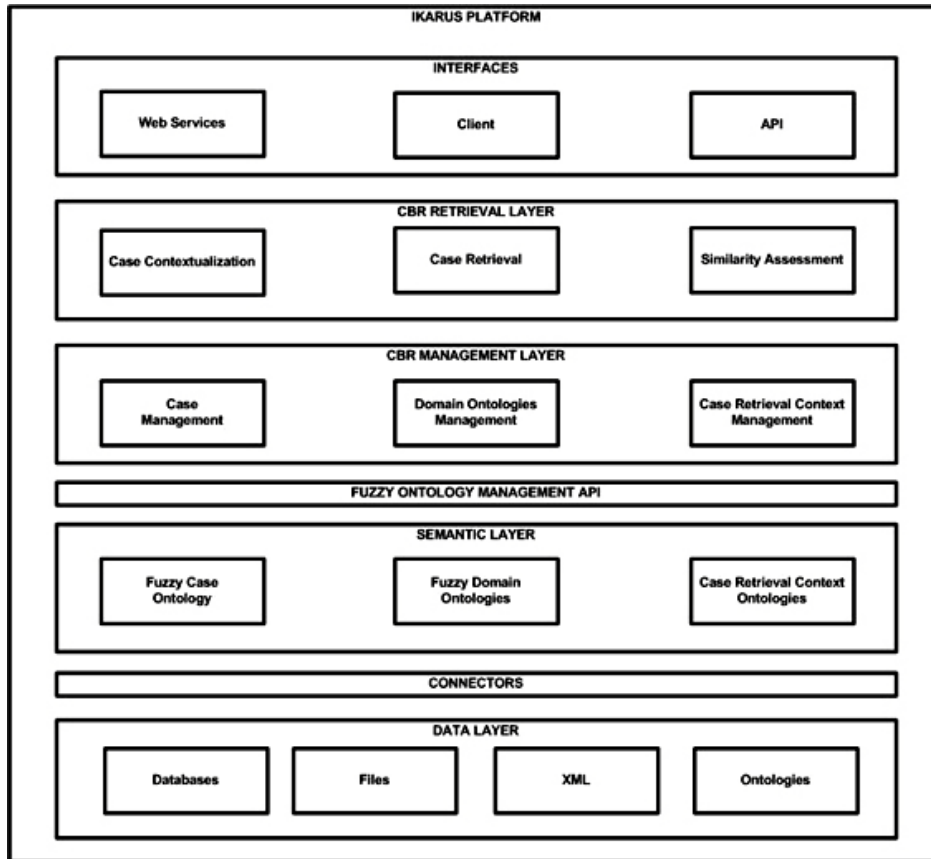 IKARUS PLATFORM
INTERFACES
Web Services
Client
API
CBR RETRIEVAL LAYER
Case Contextualization
Case Retrieval
Similarity Assessment
CBR MANAGEMENT LAYER
Case
Management
Domain Ontologies
Management
Case Retrieval Context
Management
FUZZY ONTOLOGY MANAGEMENT API
SEMANTIC LAYER
Fuzzy Case
Ontology
Fuzzy Domain
Ontologies
Case Retrieval Context
Ontologies
CONNECTORS
DATA LAYER
Databases
Files
XML
Ontologies